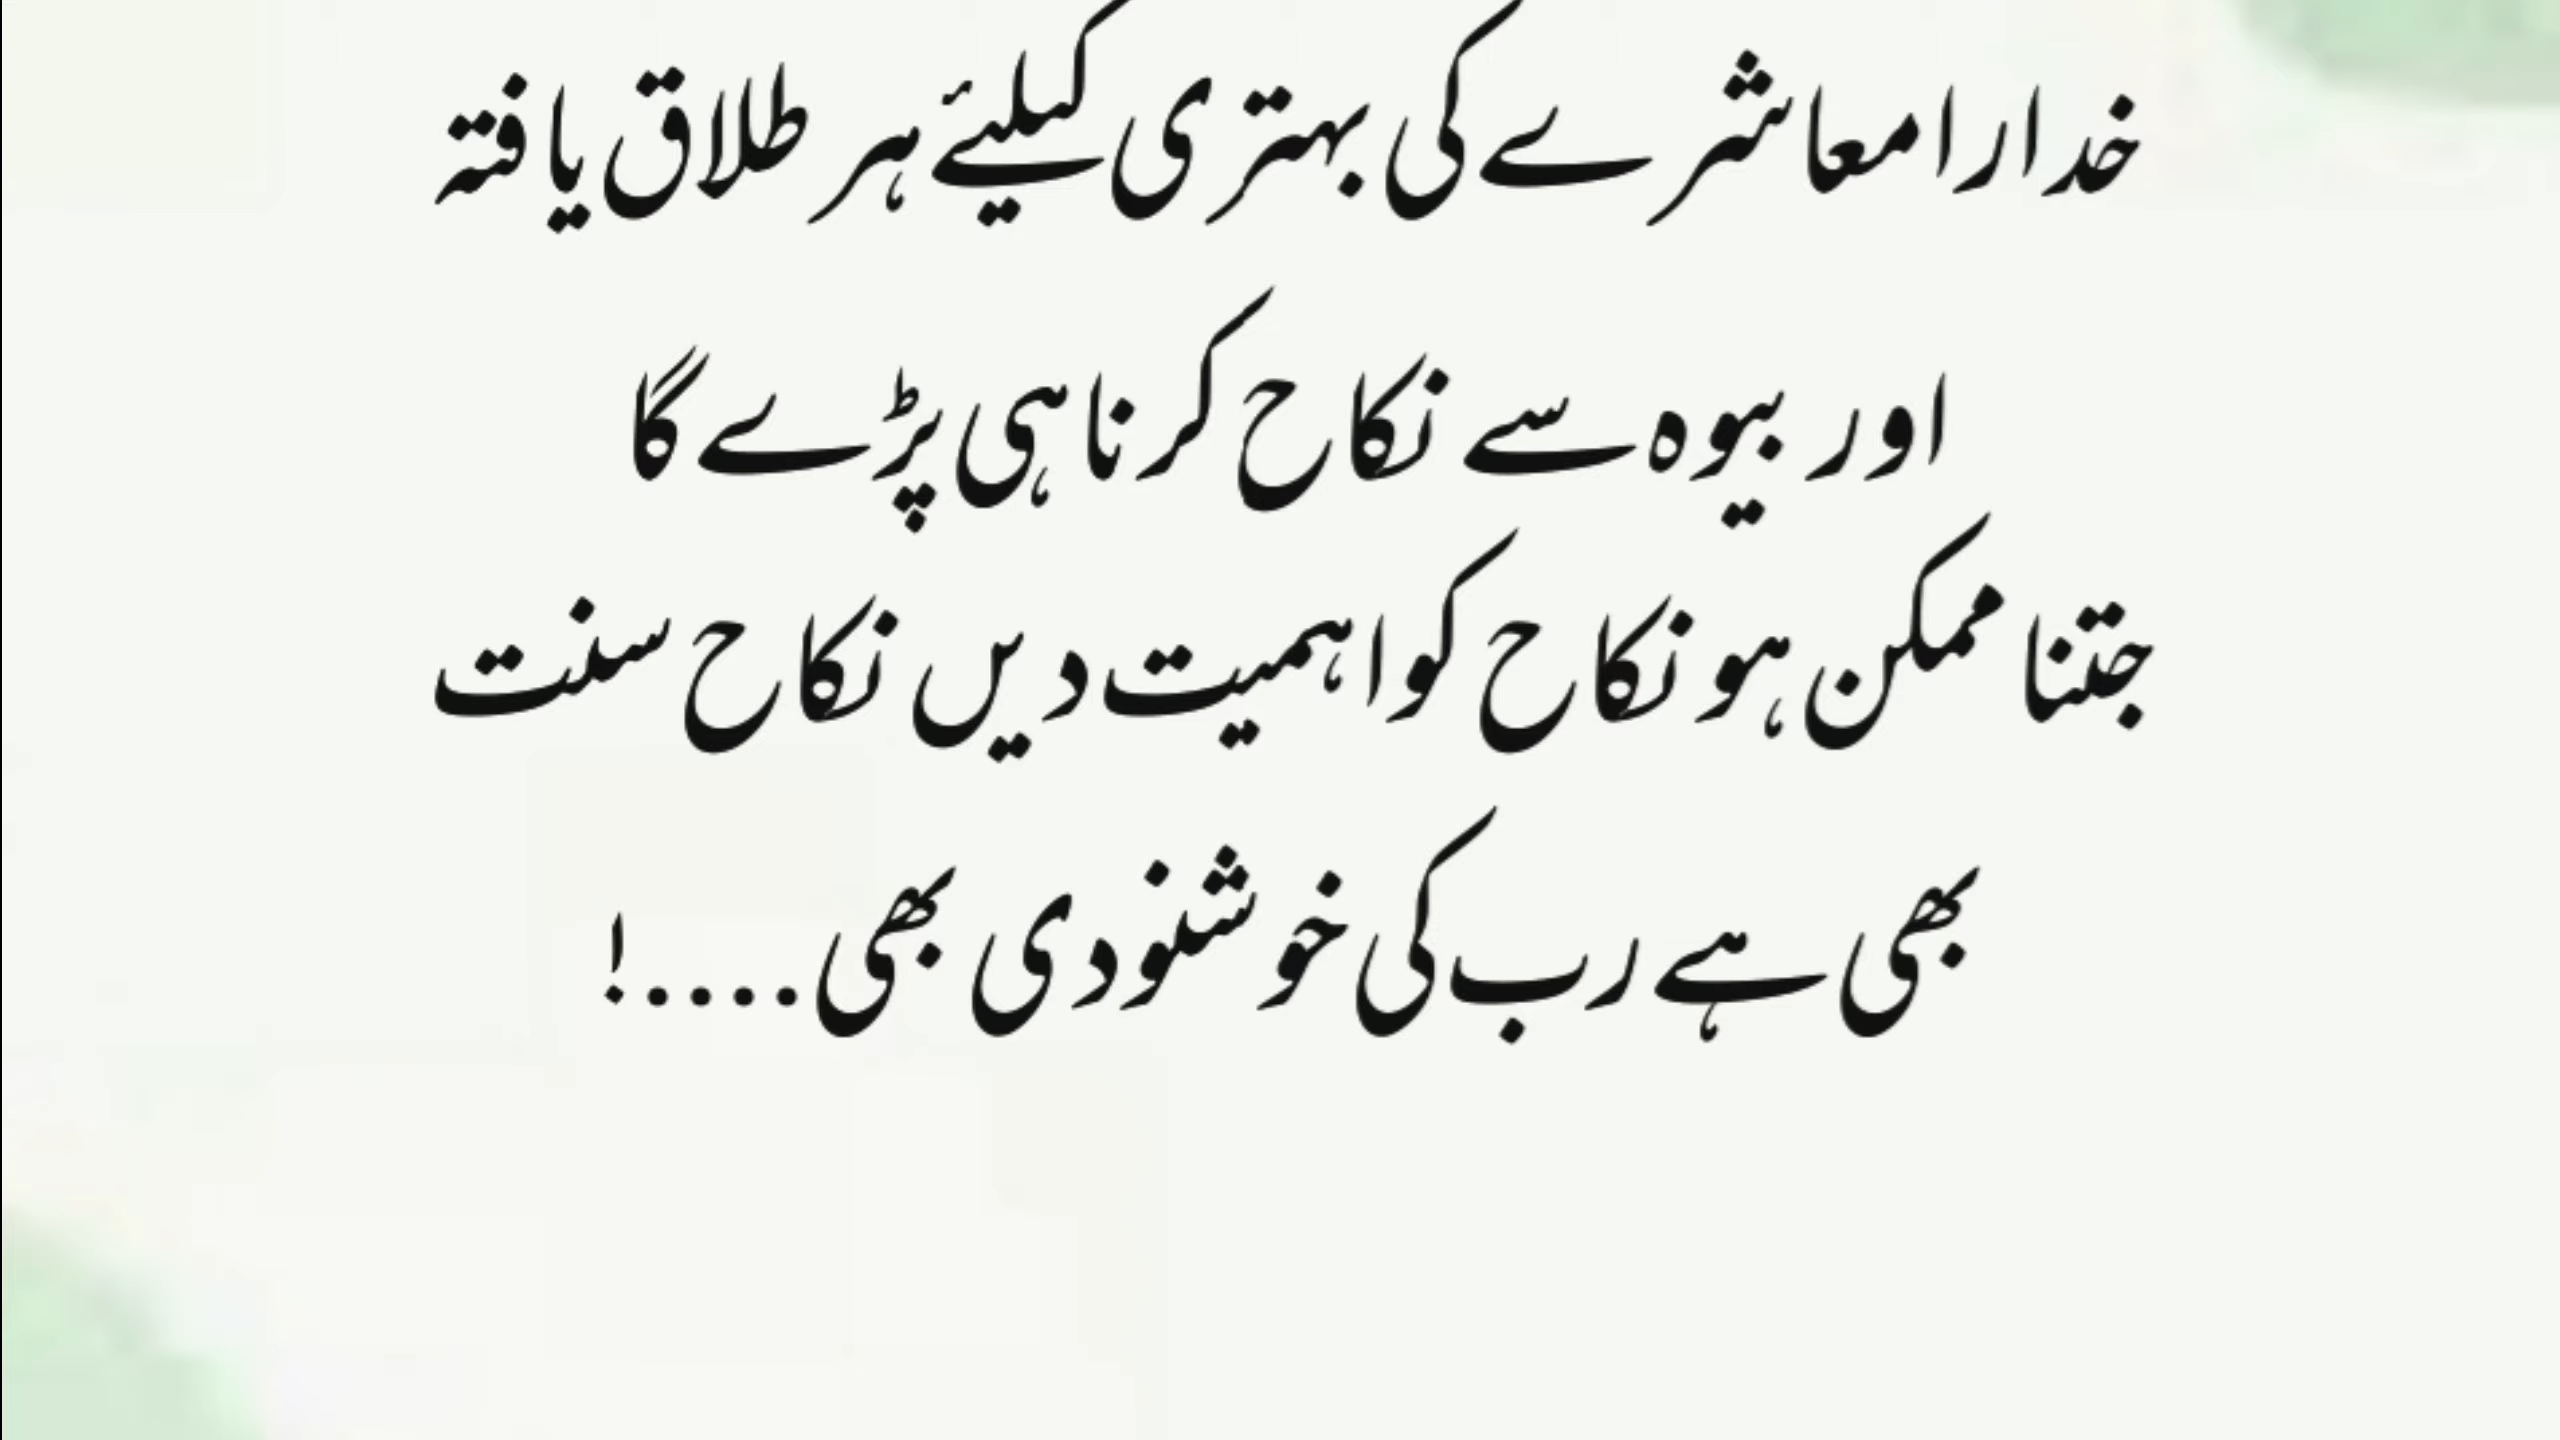 خدارا معاشرے کی بہتری کیلئے ہر طلاق یافتہ
اور بیوہ سے نکاح کرنا ہی پڑے گا
جتنا ممکن ہو نکاح کو اہمیت دیں نکاح سنت
بھی ہے رب کی خوشنودی بھی....!